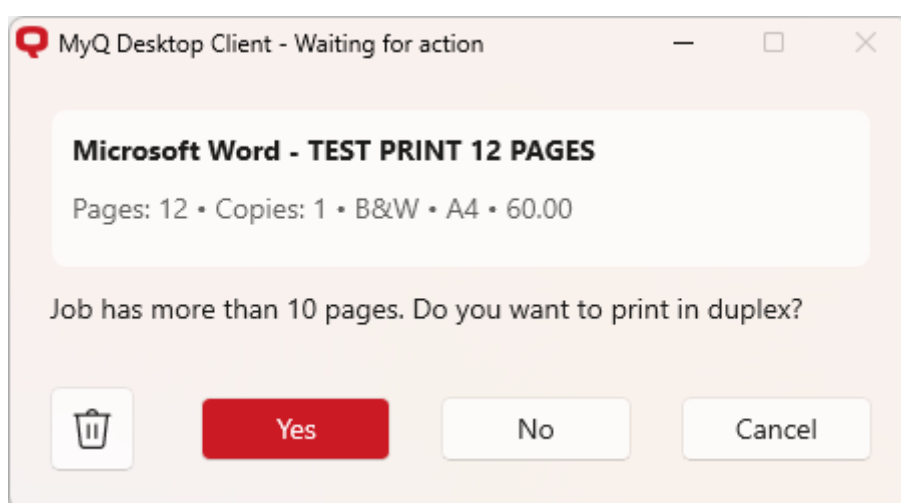 MyQ Desktop Client - Waiting for action
Microsoft Word - TEST PRINT 12 PAGES
Pages: 12 • Copies: 1 • B&W • A4 • 60.00
Job has more than 10 pages. Do you want to print in duplex?
Yes
No
Cancel